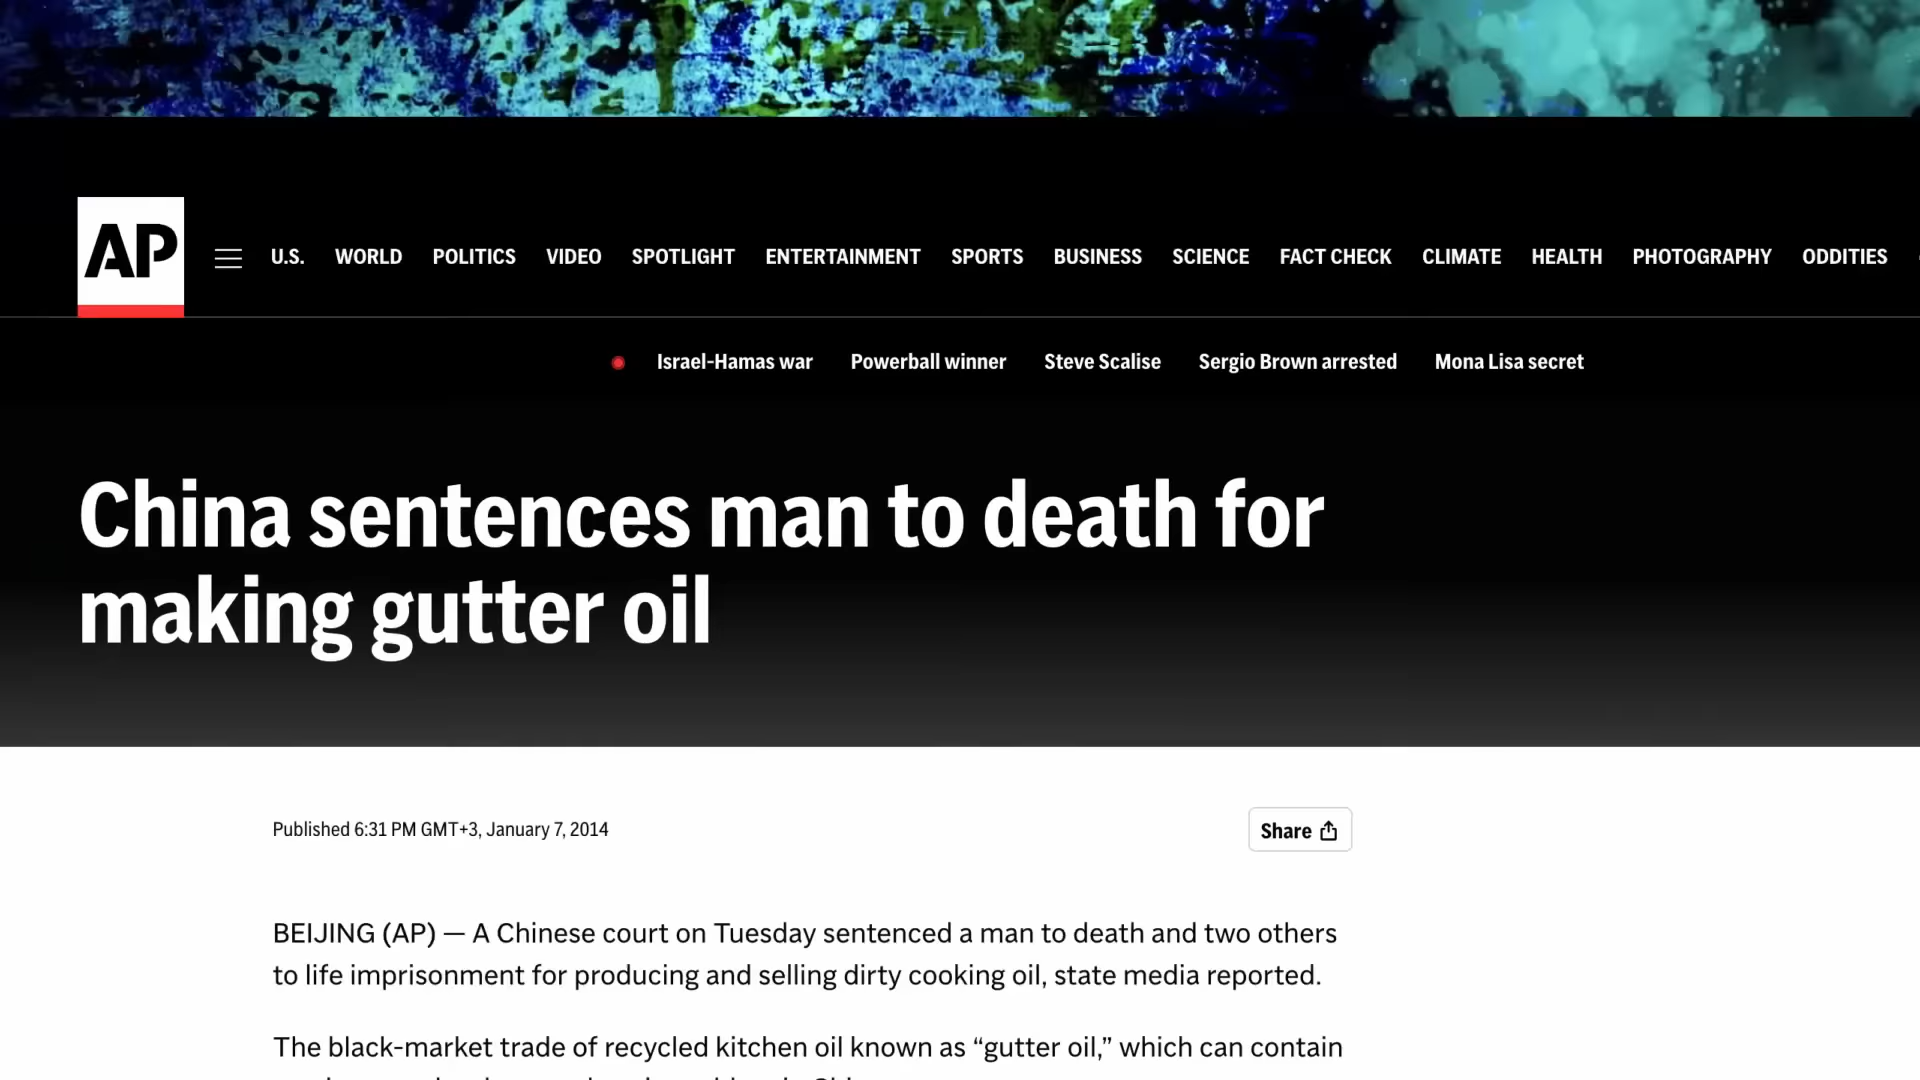 AP
U.S. WORLD POLITICS VIDEO SPOTLIGHT ENTERTAINMENT SPORTS BUSINESS SCIENCE FACT CHECK CLIMATE HEALTH PHOTOGRAPHY ODDITIES
Israel-Hamas war Powerball winner Steve Scalise Sergio Brown arrested Mona Lisa secret
China sentences man to death for
making gutter oil
Published 6:31 PM GMT+3, January 7, 2014
Share
BEIJING (AP) — A Chinese court on Tuesday sentenced a man to death and two others
to life imprisonment for producing and selling dirty cooking oil, state media reported.
The black-market trade of recycled kitchen oil known as “gutter oil,” which can contain